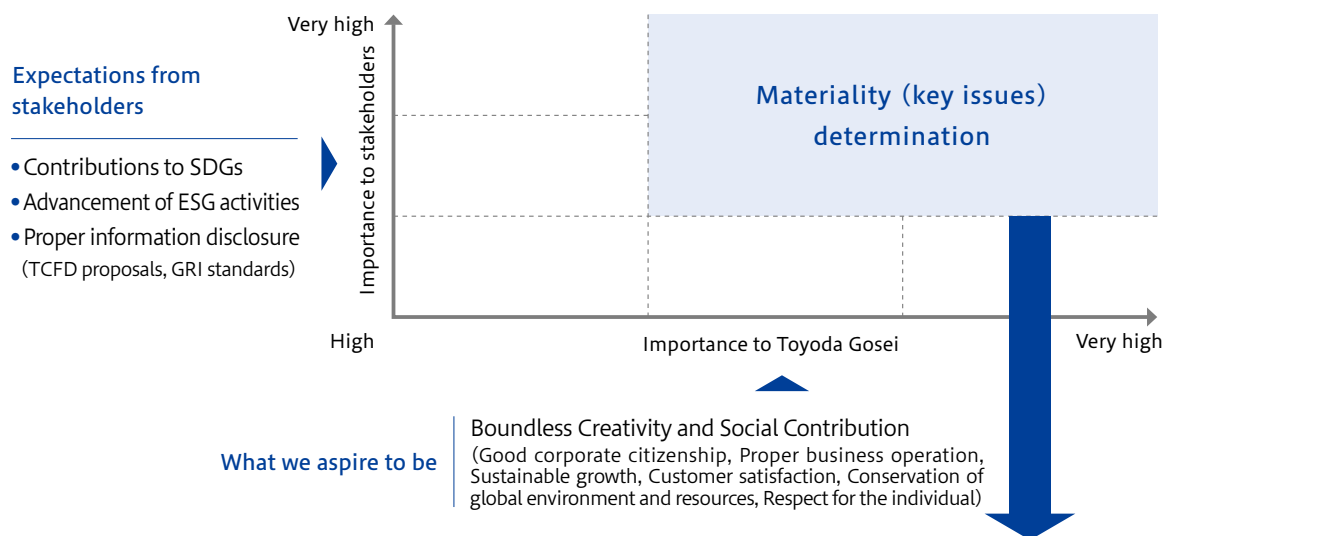 Very high
Expectations from
stakeholders
• Contributions to SDGs
• Advancement of ESG activities
• Proper information disclosure
(TCFD proposals, GRI standards)
Importance to stakeholders
Materiality (key issues)
determination
High
Importance to Toyoda Gosei
Very high
What we aspire to be
Boundless Creativity and Social Contribution
(Good corporate citizenship, Proper business operation,
Sustainable growth, Customer satisfaction, Conservation of
global environment and resources, Respect for the individual)